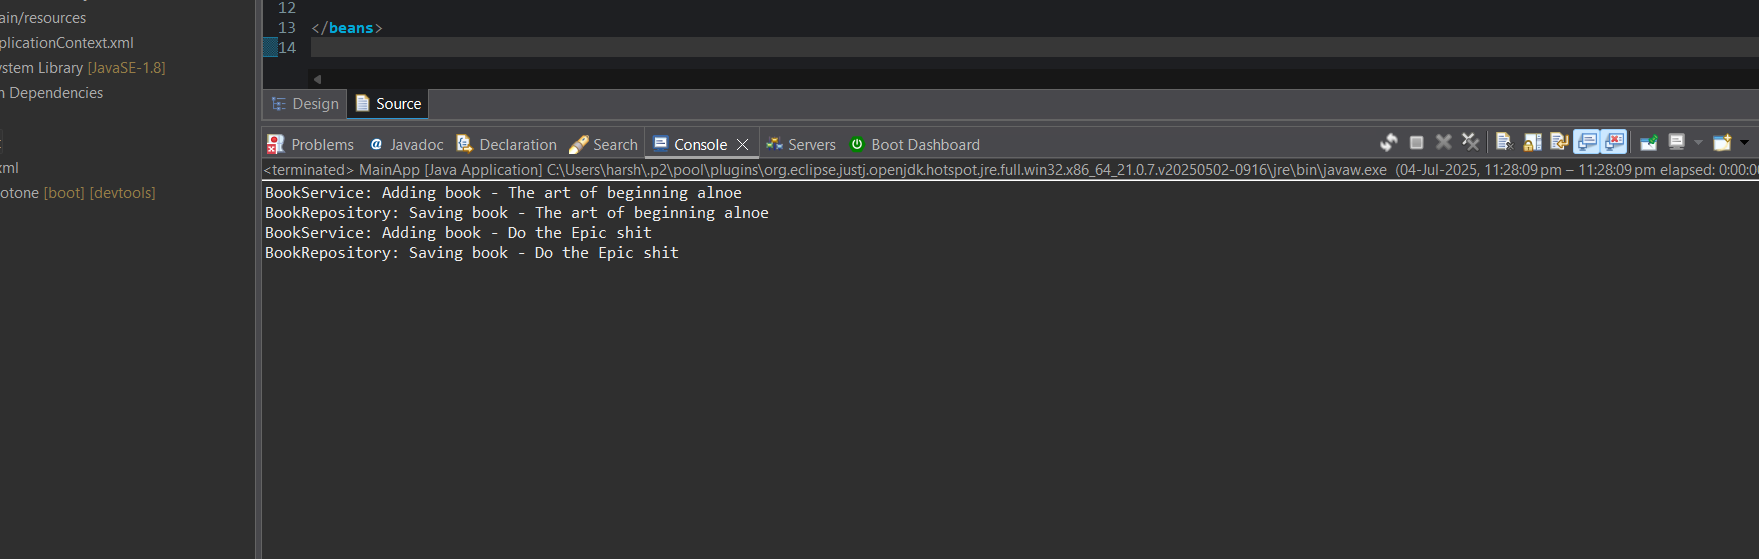 ain/resources
plicationContext.xml
ystem Library [JavaSE-1.8]
n Dependencies
xml
otone [boot] [devtools]
12
13 </beans>
14
Design Source
Problems Javadoc Declaration Search Console Servers Boot Dashboard
<terminated> MainApp [Java Application] C:\Users\harsh\.p2\pool\plugins\org.eclipse.justj.openjdk.hotspot.jre.full.win32.x86_64_21.0.7.v20250502-0916\jre\bin\javaw.exe (04-Jul-2025, 11:28:09 pm – 11:28:09 pm elapsed: 0:00:0
BookService: Adding book - The art of beginning alnoe
BookRepository: Saving book - The art of beginning alnoe
BookService: Adding book - Do the Epic shit
BookRepository: Saving book - Do the Epic shit